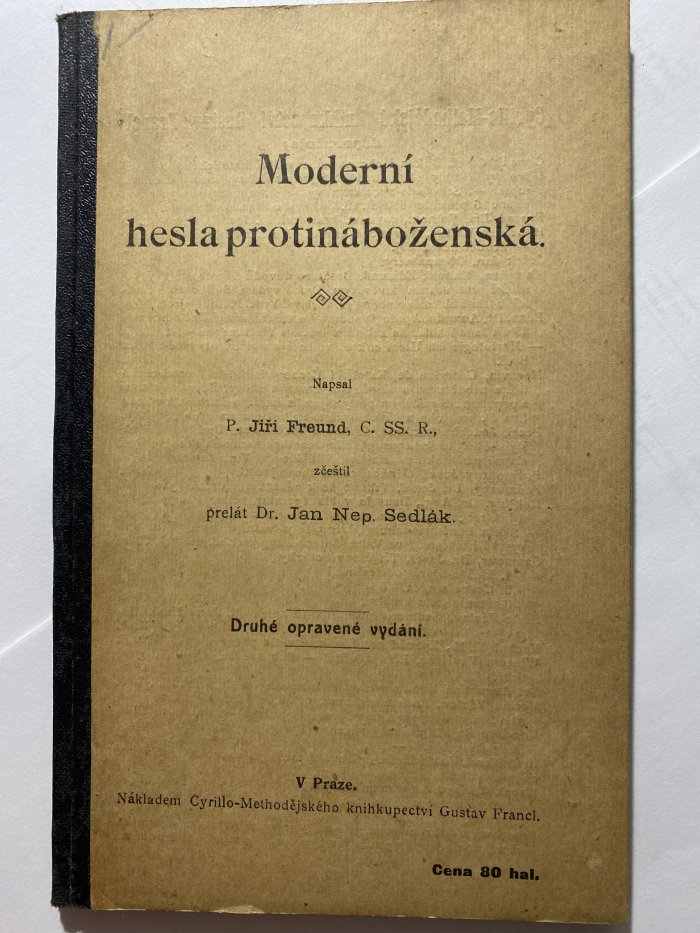 Moderní
hesla protináboženská.
Napsal
P. Jiří Freund, C. SS. R.,
zčeštil
prelát Dr. Jan Nep. Sedlák.
Druhé opravené vydání.
V Praze.
Nákladem Cyrillo-Methodějského knihkupectví Gustav Francl.
Cena 80 hal.